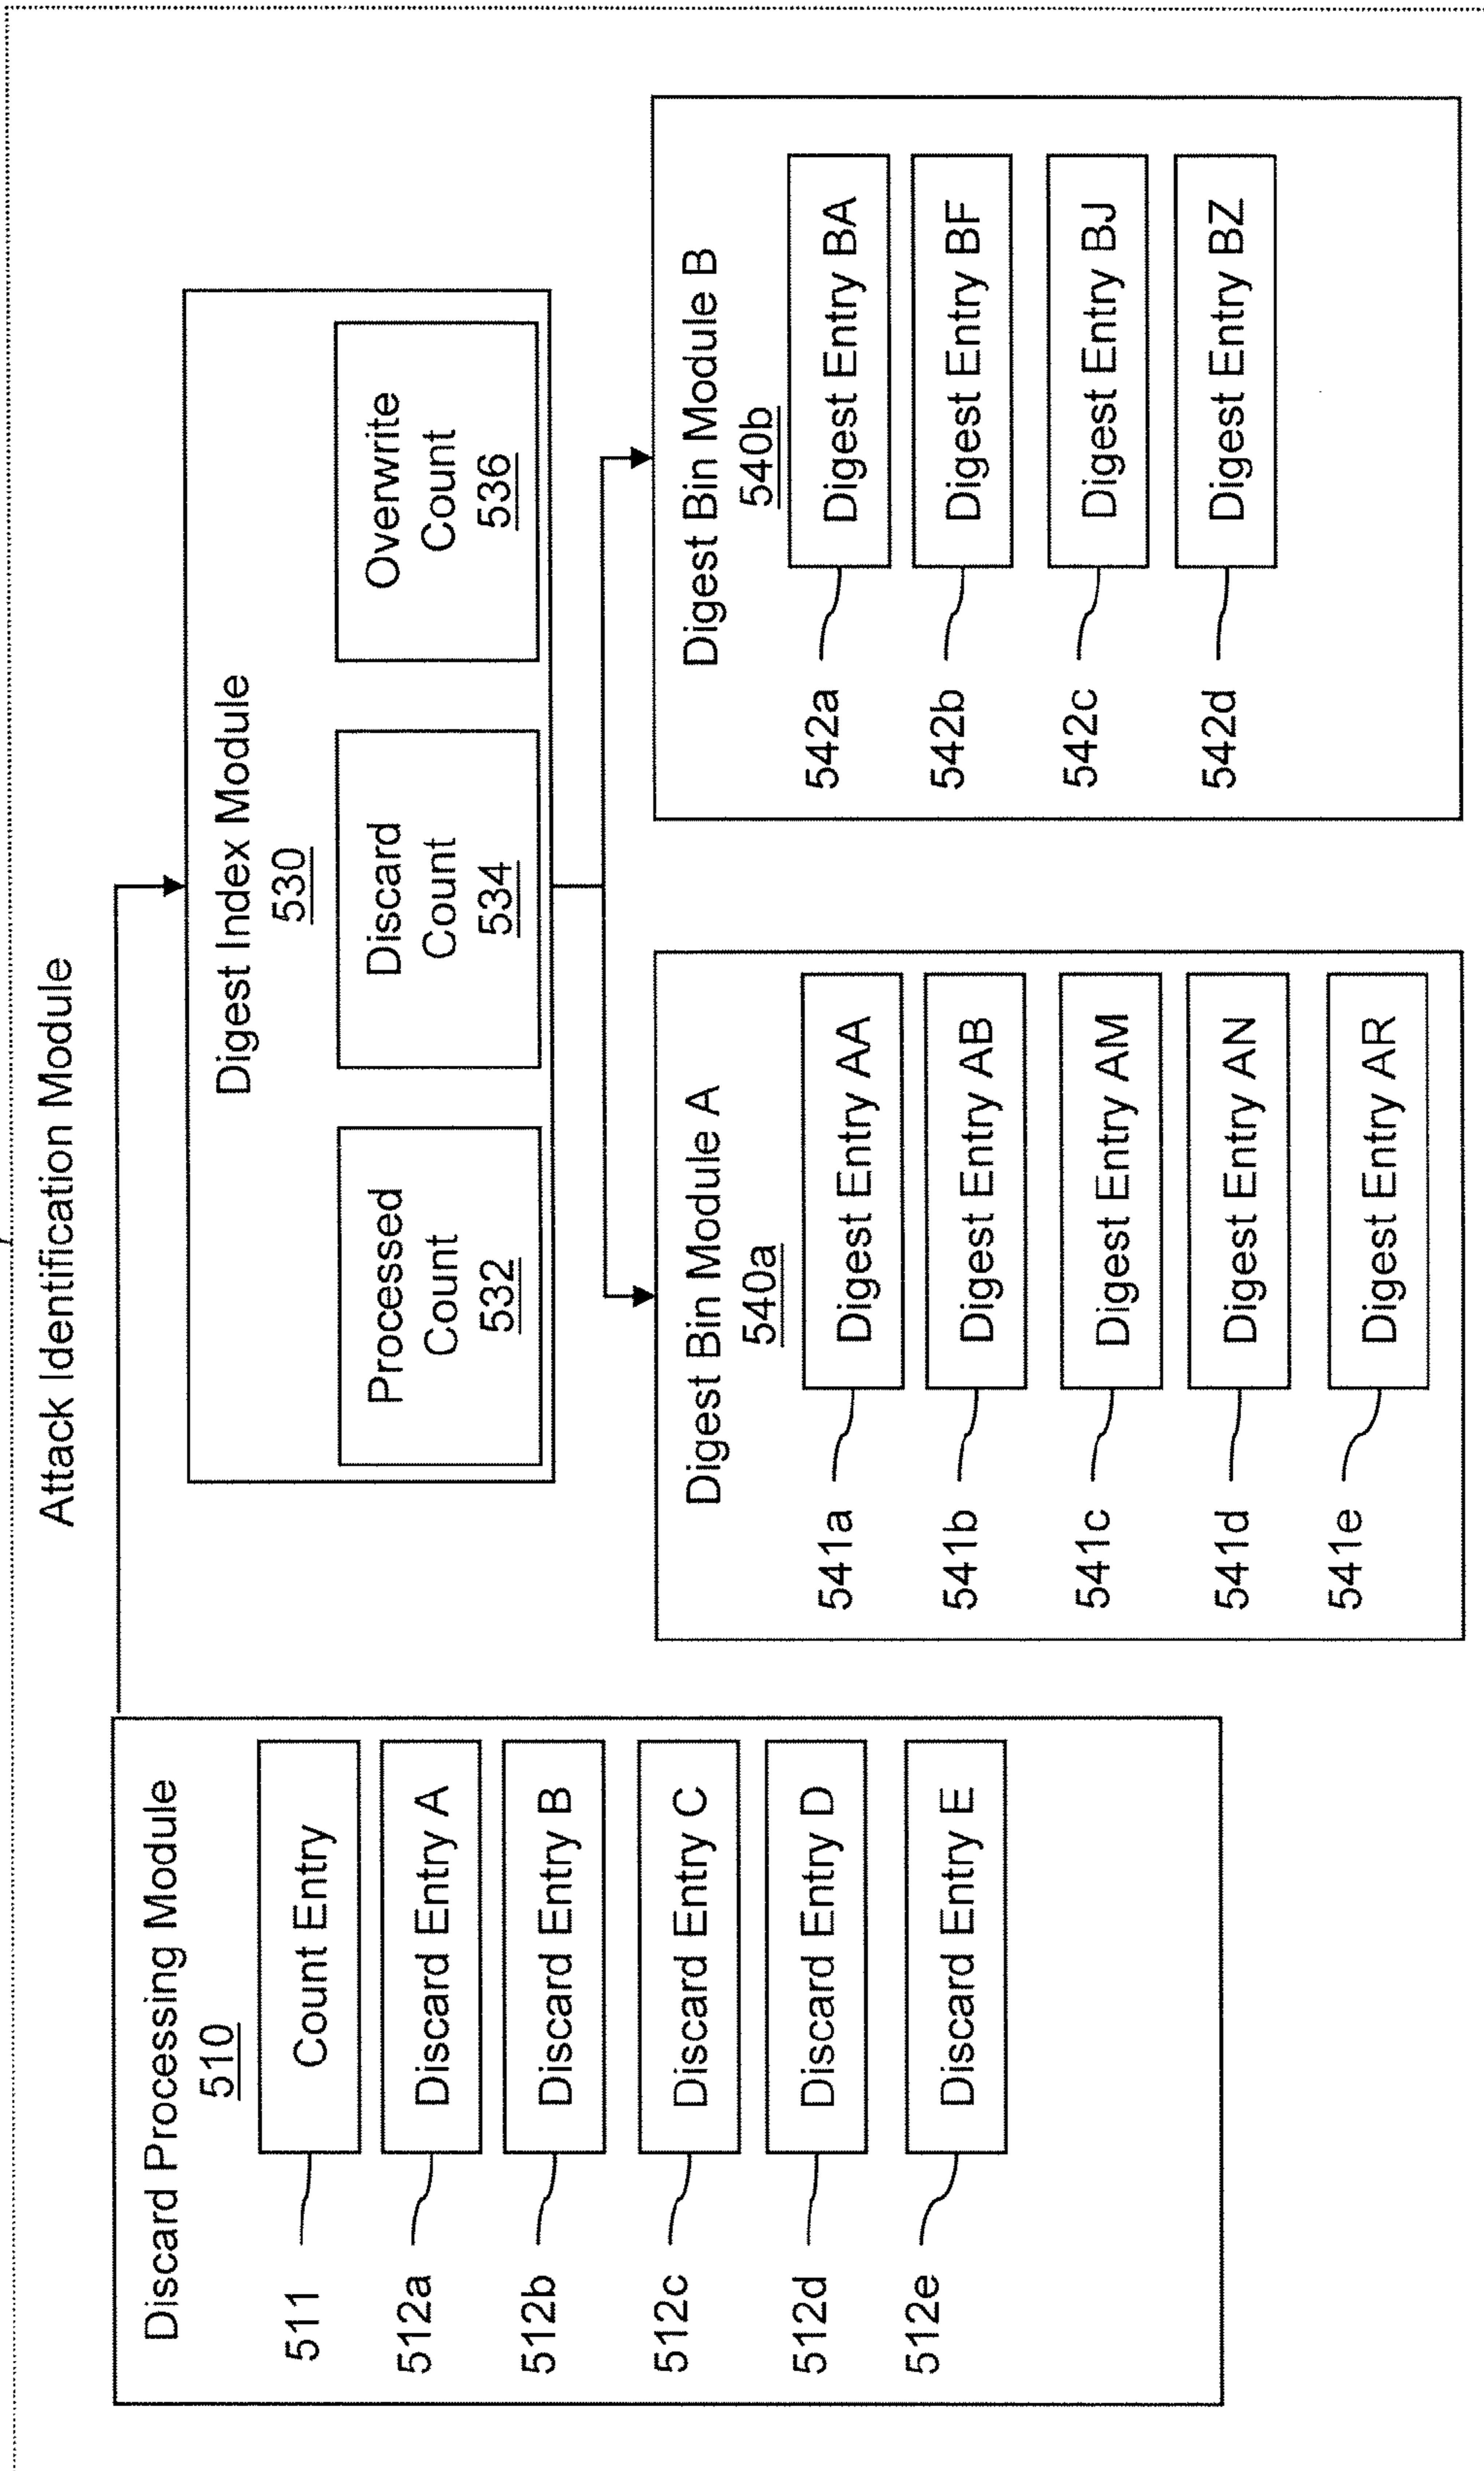 Attack Identification Module
Discard Processing Module
510
511
Count Entry
512a
Discard Entry A
512b
Discard Entry B
512c
Discard Entry C
512d
Discard Entry D
512e
Discard Entry E
Digest Index Module
530
Processed
Count
532
Discard
Count
534
Overwrite
Count
536
Digest Bin Module A
540a
541a
Digest Entry AA
541b
Digest Entry AB
541c
Digest Entry AM
541d
Digest Entry AN
541e
Digest Entry AR
Digest Bin Module B
540b
542a
Digest Entry BA
542b
Digest Entry BF
542c
Digest Entry BJ
542d
Digest Entry BZ